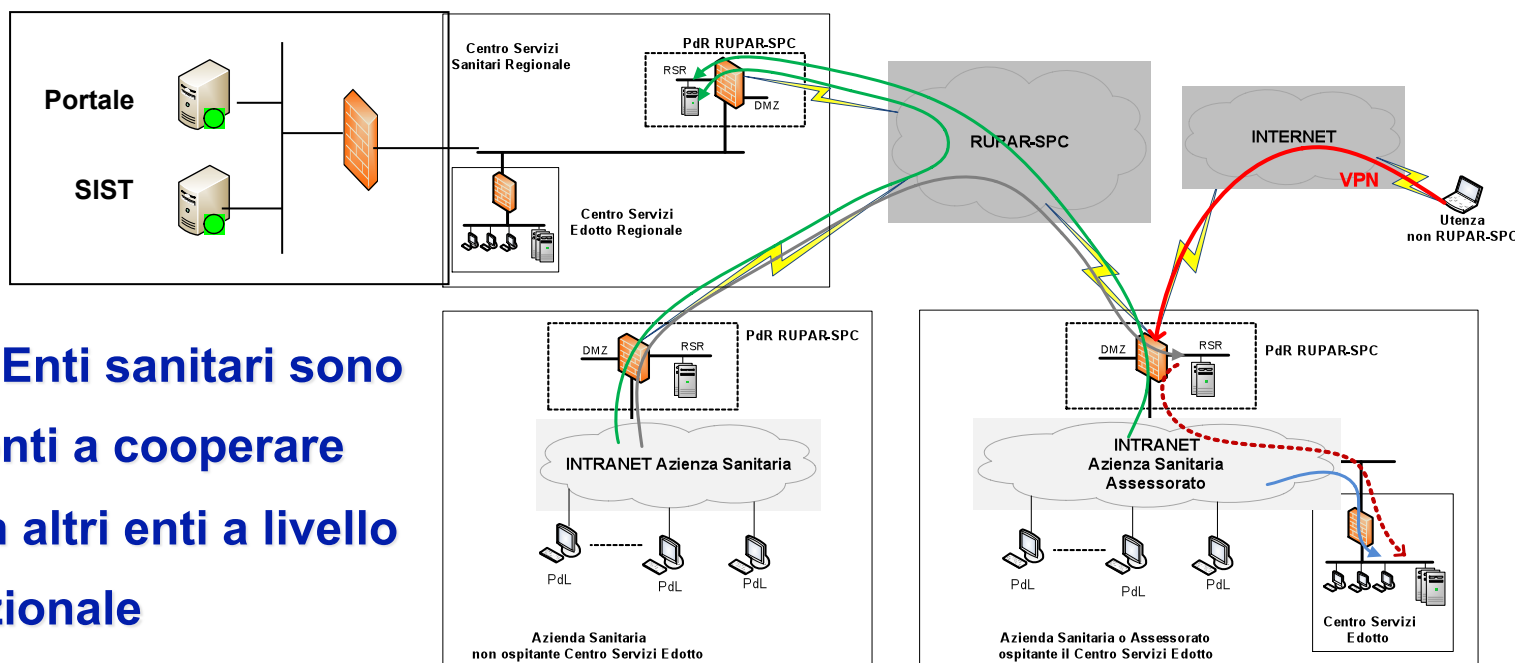 Portale
SIST
Centro Servizi
Sanitari Regionale
PdR RUPAR-SPC
RSR
DMZ
Centro Servizi
Edotto Regionale
RUPAR-SPC
INTERNET
VPN
Utenza
non RUPAR-SPC
Enti sanitari sono
nti a cooperare
altri enti a livello
zionale
PdR RUPAR-SPC
DMZ
RSR
INTRANET Azienza Sanitaria
PdL
PdL
PdL
Azienda Sanitaria
non ospitante Centro Servizi Edotto
PdR RUPAR-SPC
DMZ
RSR
INTRANET
Azienza Sanitaria
Assessorato
PdL
PdL
PdL
Centro Servizi
Edotto
Azienda Sanitaria o Assessorato
ospitante il Centro Servizi Edotto